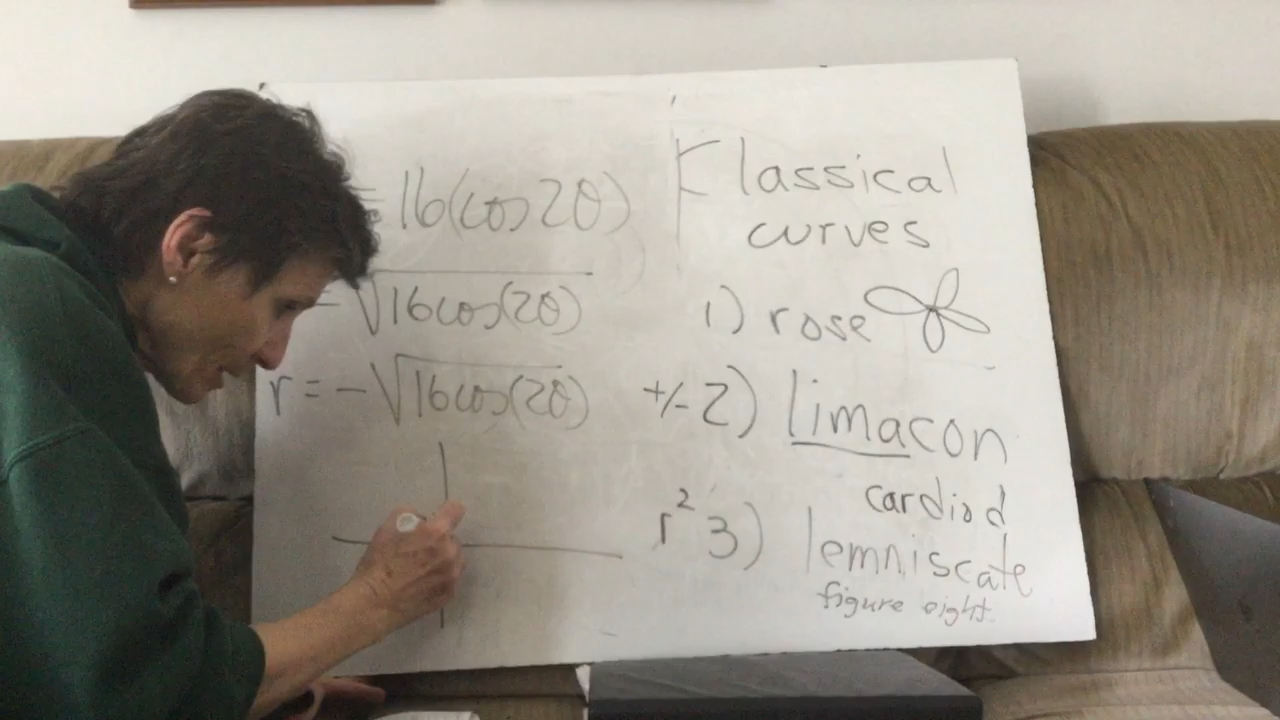 = 16(cos2θ)
= √16cos(2θ)
r = -√16cos(2θ)
Classical
curves
1) rose
+/- 2) limacon
cardiod
r² 3) lemniscate
figure eight